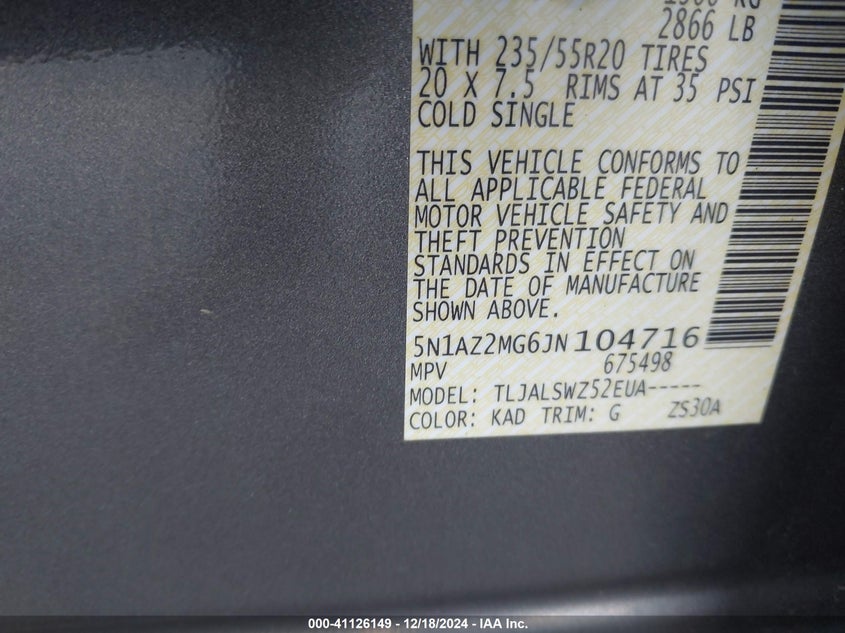 2866 LB
WITH 235/55R20 TIRES
20 X 7.5 RIMS AT 35 PSI
COLD SINGLE
THIS VEHICLE CONFORMS TO
ALL APPLICABLE FEDERAL
MOTOR VEHICLE SAFETY AND
THEFT PREVENTION
STANDARDS IN EFFECT ON
THE DATE OF MANUFACTURE
SHOWN ABOVE.
5N1AZ2MG6JN104716
MPV 675498
MODEL: TLJALSWZ52EUA-----
COLOR: KAD TRIM: G ZS30A
000-41126149 - 12/18/2024 - IAA Inc.